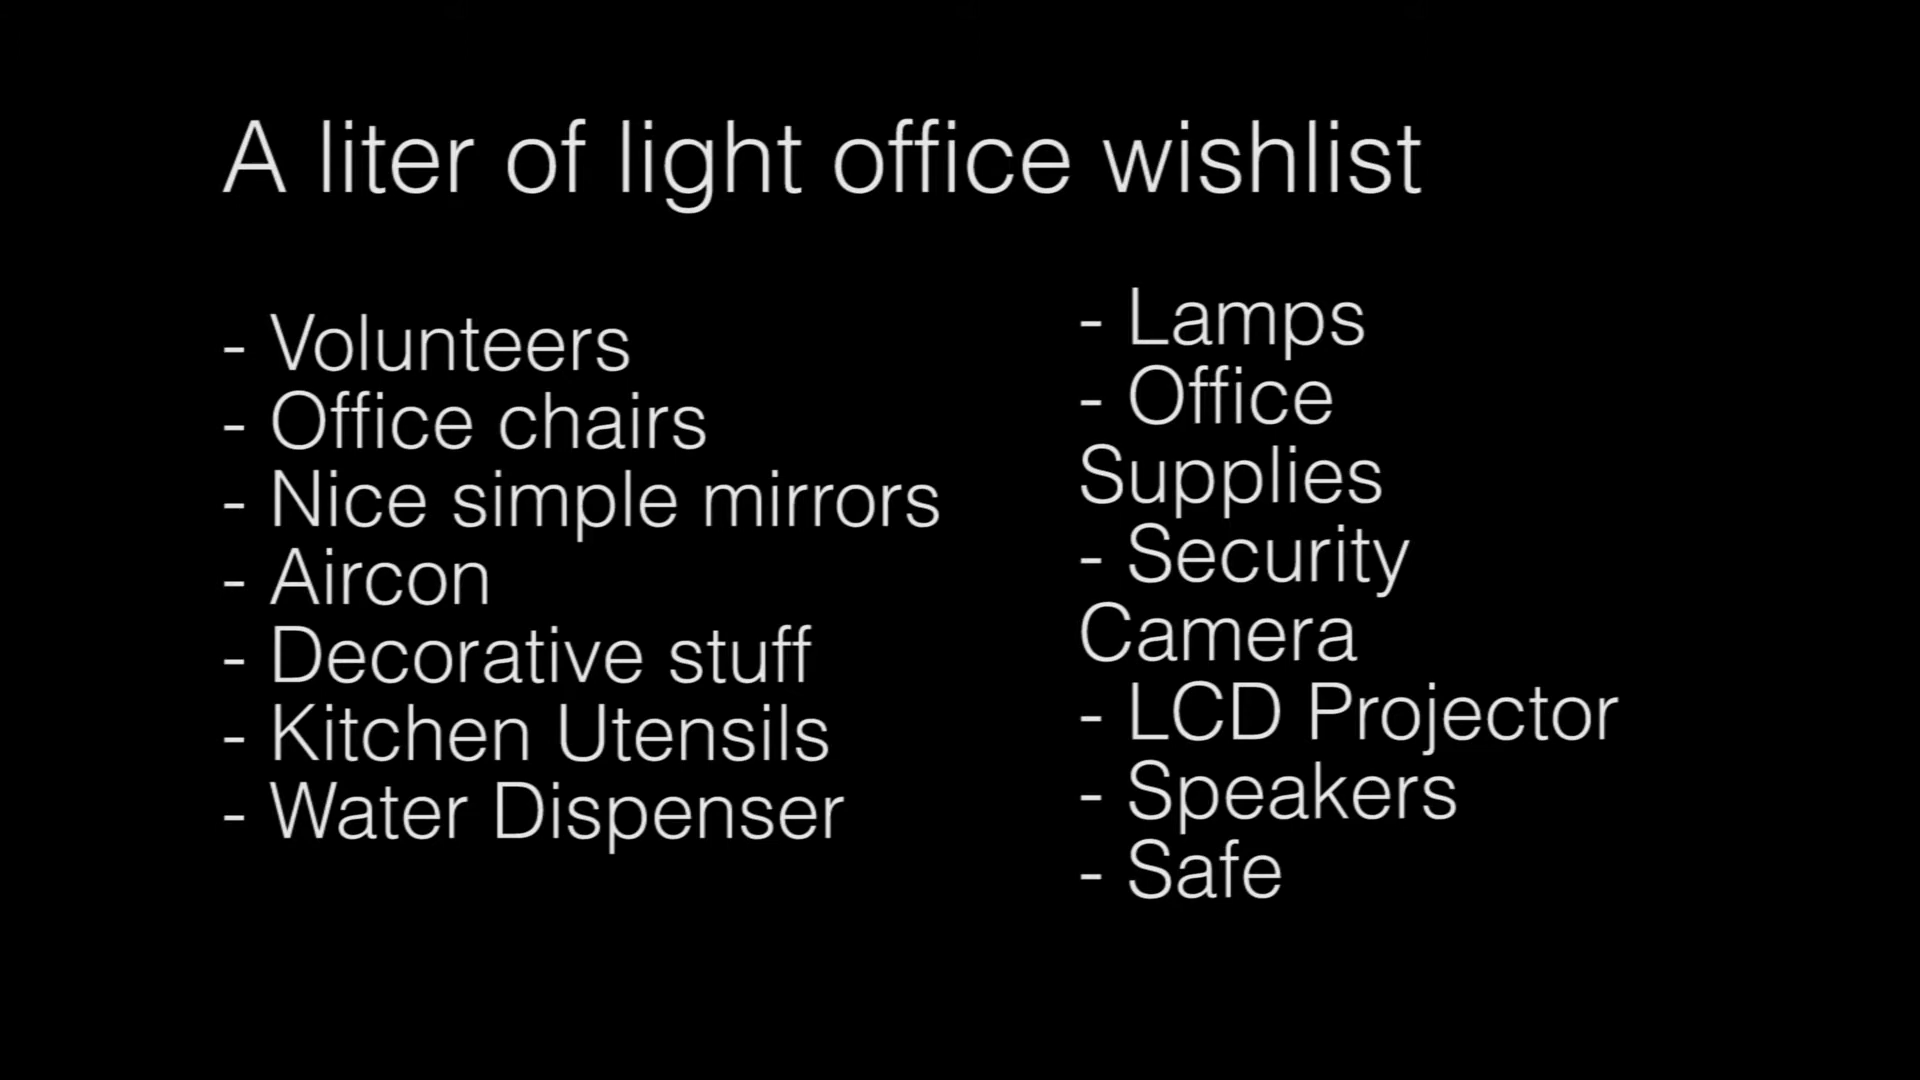 A liter of light office wishlist
- Volunteers
- Office chairs
- Nice simple mirrors
- Aircon
- Decorative stuff
- Kitchen Utensils
- Water Dispenser
- Lamps
- Office
Supplies
- Security
Camera
- LCD Projector
- Speakers
- Safe